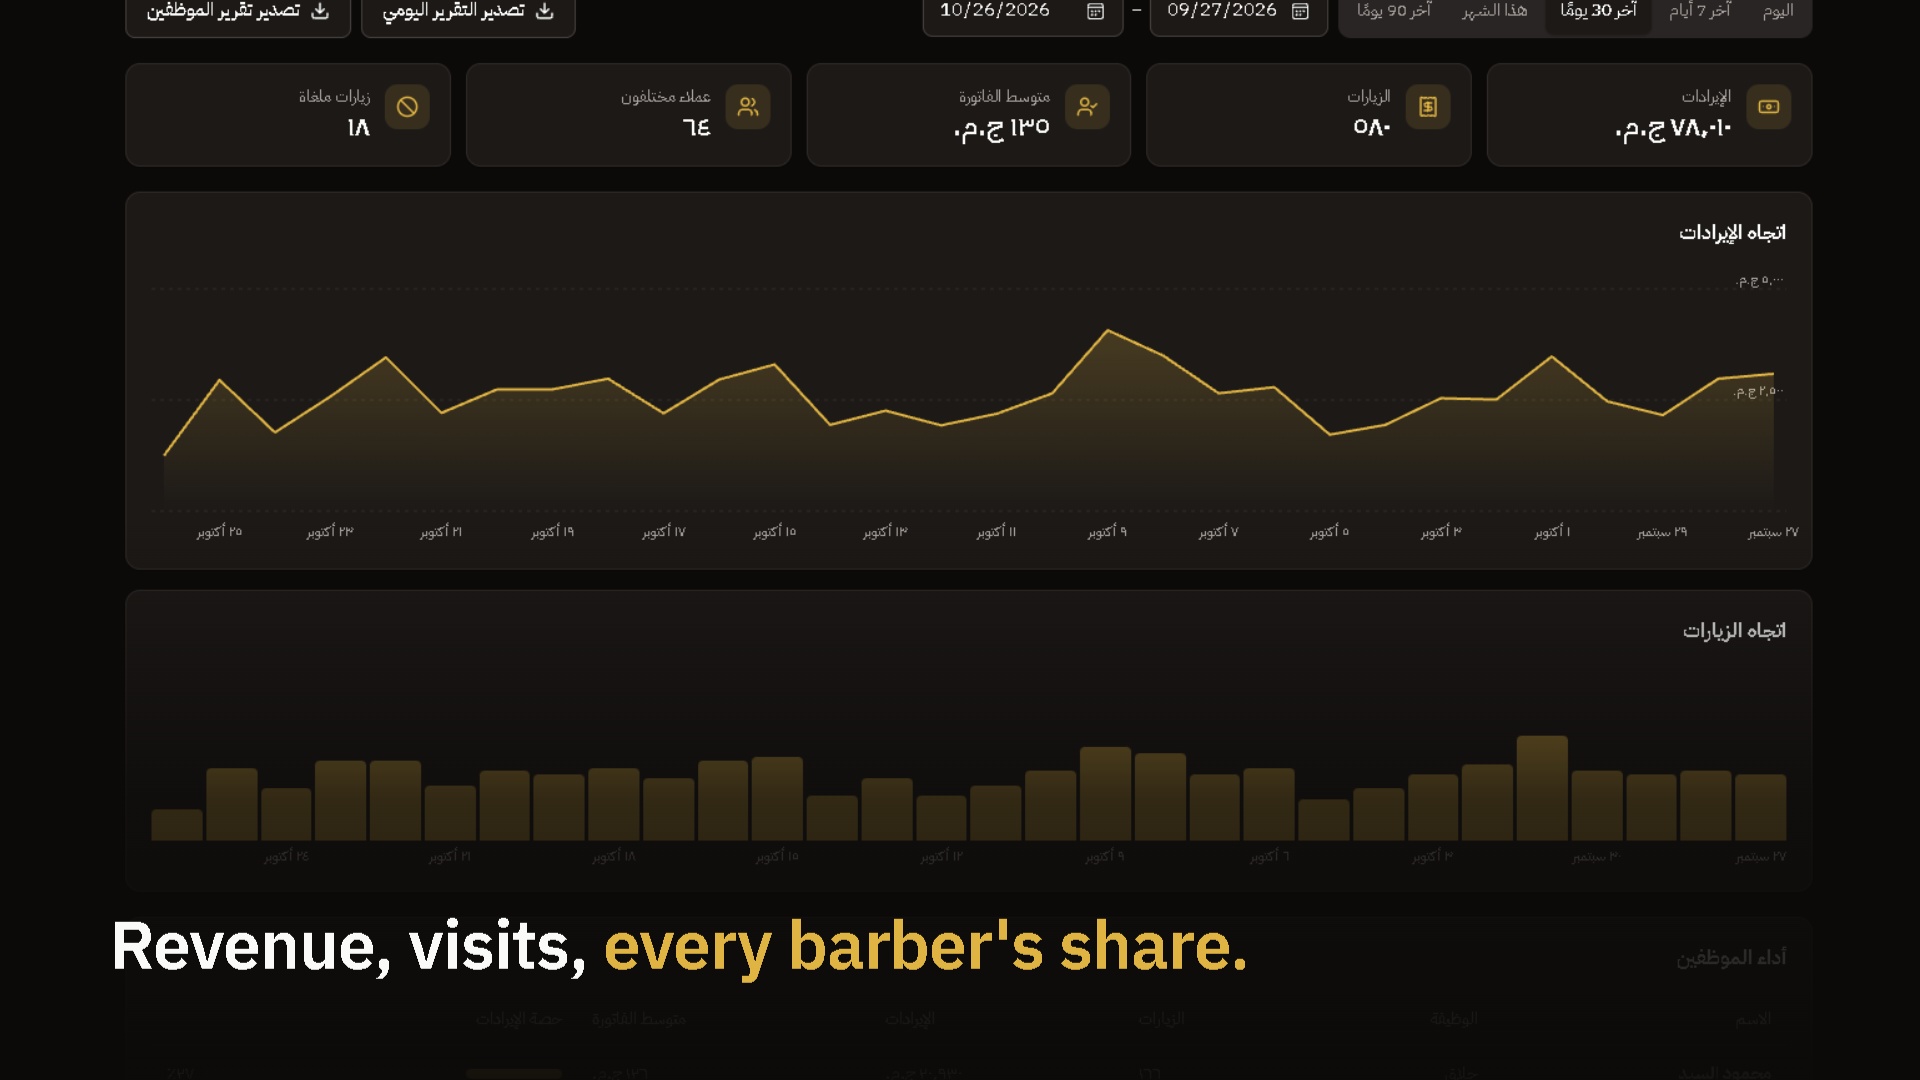 اليوم آخر 7 أيام آخر 30 يومًا هذا الشهر آخر 90 يومًا
09/27/2026 – 10/26/2026
تصدير التقرير اليومي
تصدير تقرير الموظفين
الإيرادات
٧٨,٠١٠ ج.م.
الزيارات
٥٨٠
متوسط الفاتورة
١٣٥ ج.م.
عملاء مختلفون
٦٤
زيارات ملغاة
١٨
اتجاه الإيرادات
٥,٠٠٠ ج.م.
٢,٥٠٠ ج.م.
٢٧ سبتمبر ٢٩ سبتمبر ١ أكتوبر ٣ أكتوبر ٥ أكتوبر ٧ أكتوبر ٩ أكتوبر ١١ أكتوبر ١٣ أكتوبر ١٥ أكتوبر ١٧ أكتوبر ١٩ أكتوبر ٢١ أكتوبر ٢٣ أكتوبر ٢٥ أكتوبر
اتجاه الزيارات
٢٧ سبتمبر ٣٠ سبتمبر ٣ أكتوبر ٦ أكتوبر ٩ أكتوبر ١٢ أكتوبر ١٥ أكتوبر ١٨ أكتوبر ٢١ أكتوبر ٢٤ أكتوبر
Revenue, visits, every barber's share.
أداء الموظفين
الاسم الوظيفة الزيارات الإيرادات متوسط الفاتورة حصة الإيرادات
محمود السيد حلاق